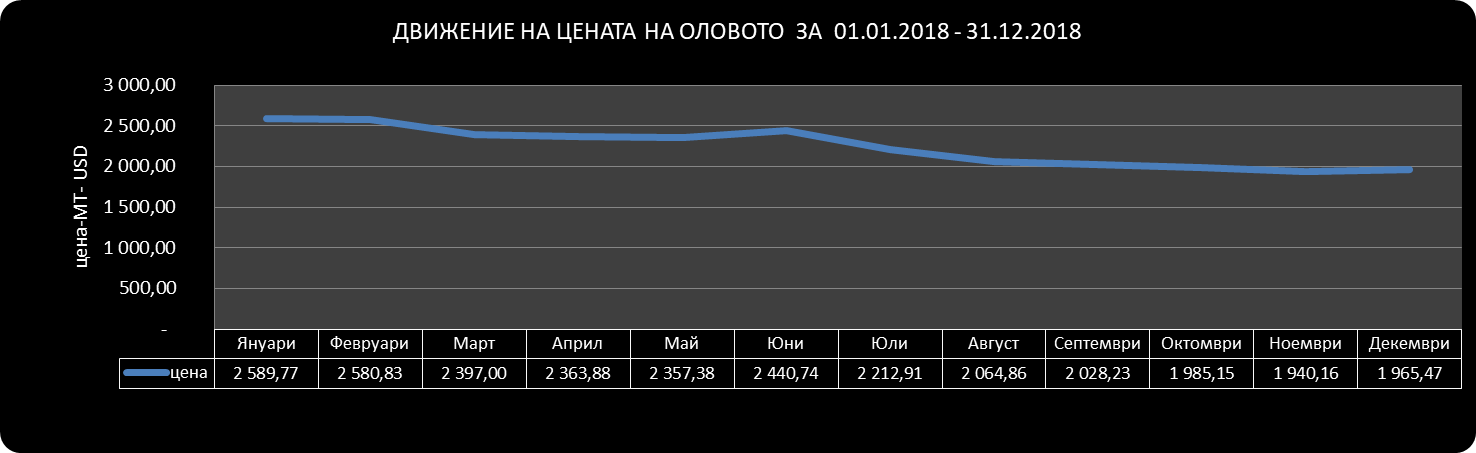 ДВИЖЕНИЕ НА ЦЕНАТА НА ОЛОВОТО ЗА 01.01.2018 - 31.12.2018
цена-МТ- USD
3 000,00
2 500,00
2 000,00
1 500,00
1 000,00
500,00
-
Януари Февруари Март Април Май Юни Юли Август Септември Октомври Ноември Декември
цена 2 589,77 2 580,83 2 397,00 2 363,88 2 357,38 2 440,74 2 212,91 2 064,86 2 028,23 1 985,15 1 940,16 1 965,47